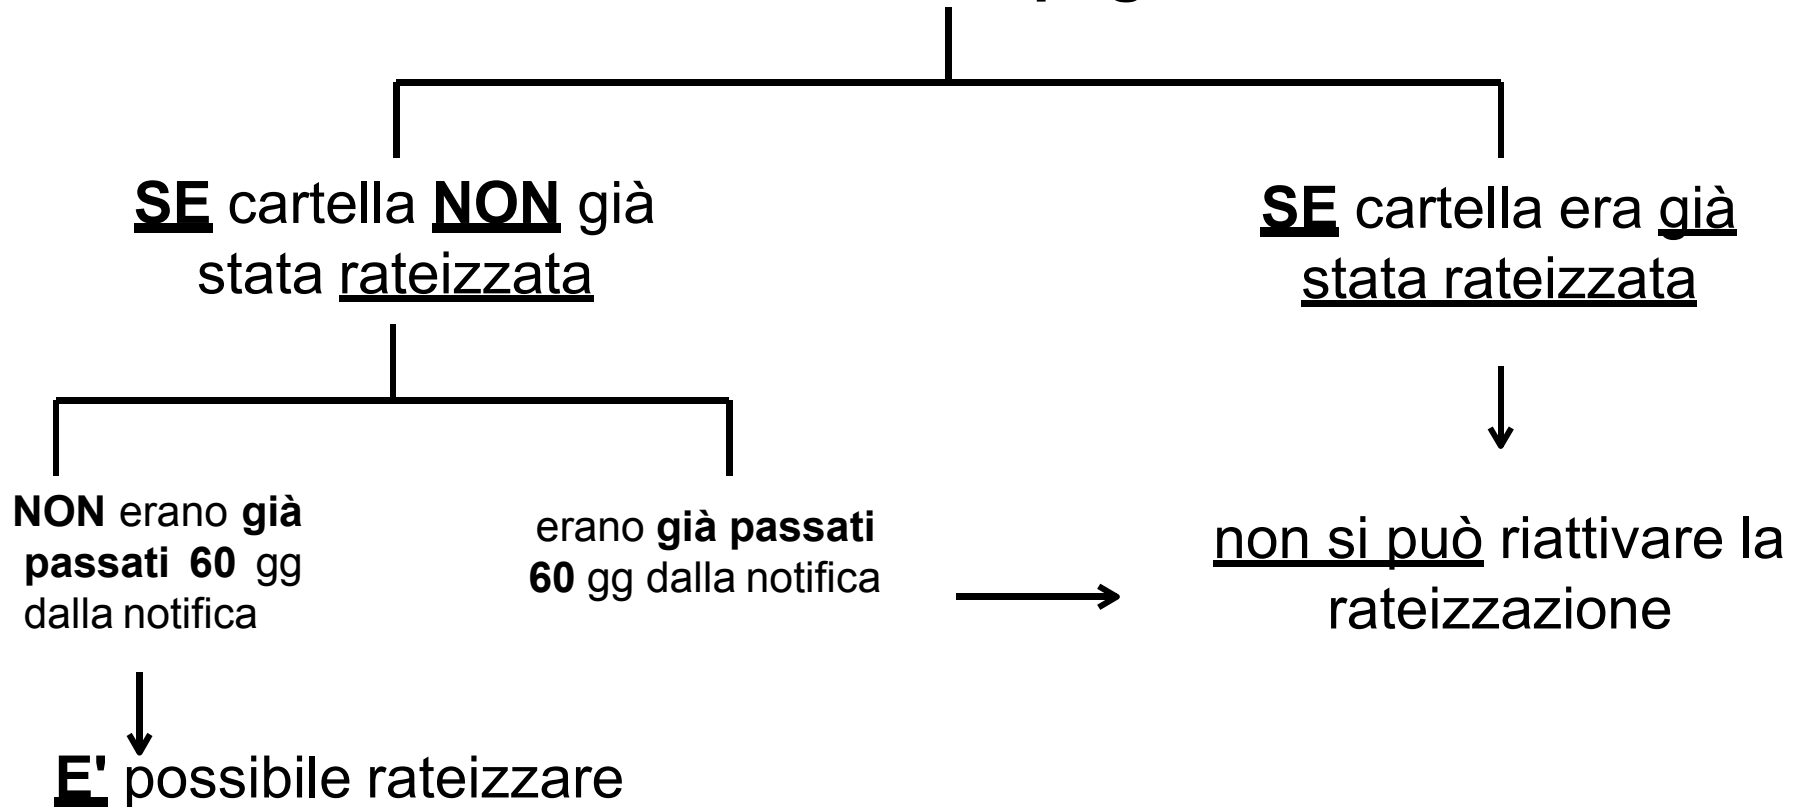 SE cartella NON già
stata rateizzata
SE cartella era già
stata rateizzata
NON erano già
passati 60 gg
dalla notifica
erano già passati
60 gg dalla notifica
non si può riattivare la
rateizzazione
E' possibile rateizzare